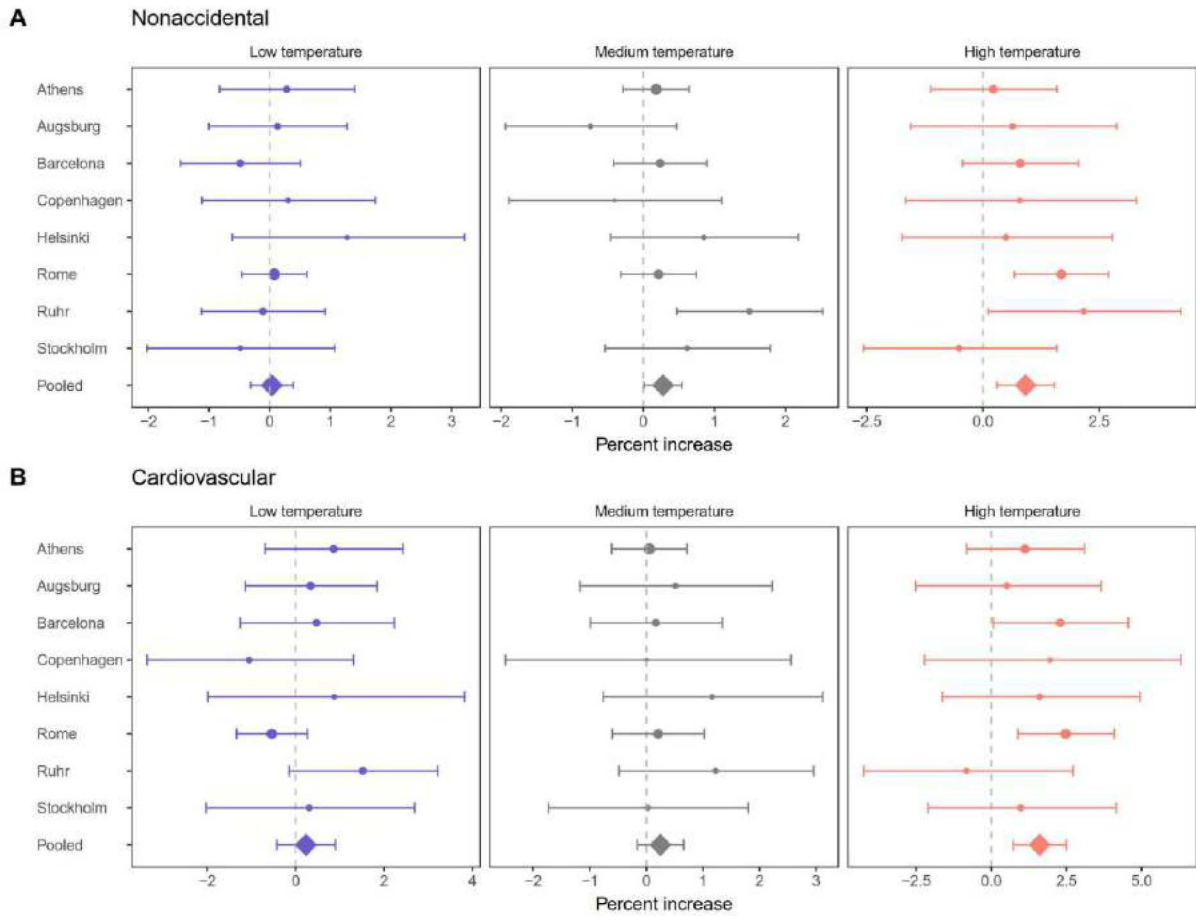 A Nonaccidental
Low temperature Medium temperature High temperature
Athens
Augsburg
Barcelona
Copenhagen
Helsinki
Rome
Ruhr
Stockholm
Pooled
−2 −1 0 1 2 3 −2 −1 0 1 2 −2.5 0.0 2.5
Percent increase
B Cardiovascular
Low temperature Medium temperature High temperature
Athens
Augsburg
Barcelona
Copenhagen
Helsinki
Rome
Ruhr
Stockholm
Pooled
−2 0 2 4 −2 −1 0 1 2 3 −2.5 0.0 2.5 5.0
Percent increase